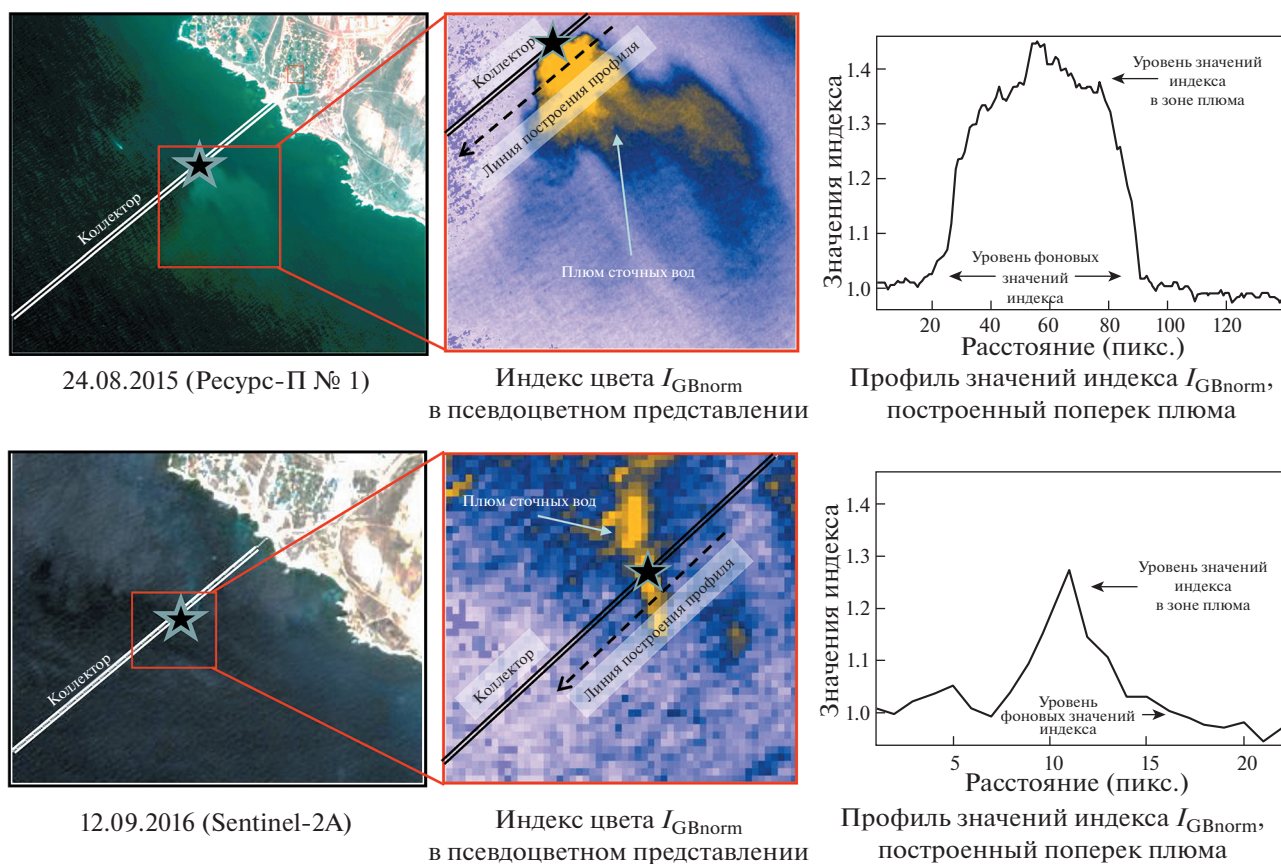 Коллектор
24.08.2015 (Ресурс-П № 1)
Коллектор
Линия построения профиля
Плюм сточных вод
Индекс цвета I_GBnorm
в псевдоцветном представлении
Значения индекса
1.4
1.3
1.2
1.1
1.0
Уровень значений
индекса
в зоне плюма
Уровень фоновых
значений
индекса
20 40 60 80 100 120
Расстояние (пикс.)
Профиль значений индекса I_GBnorm,
построенный поперек плюма
Коллектор
12.09.2016 (Sentinel-2A)
Плюм сточных вод
Коллектор
Линия построения профиля
Индекс цвета I_GBnorm
в псевдоцветном представлении
Значения индекса
1.4
1.3
1.2
1.1
1.0
Уровень значений
индекса
в зоне плюма
Уровень
фоновых значений
индекса
5 10 15 20
Расстояние (пикс.)
Профиль значений индекса I_GBnorm,
построенный поперек плюма